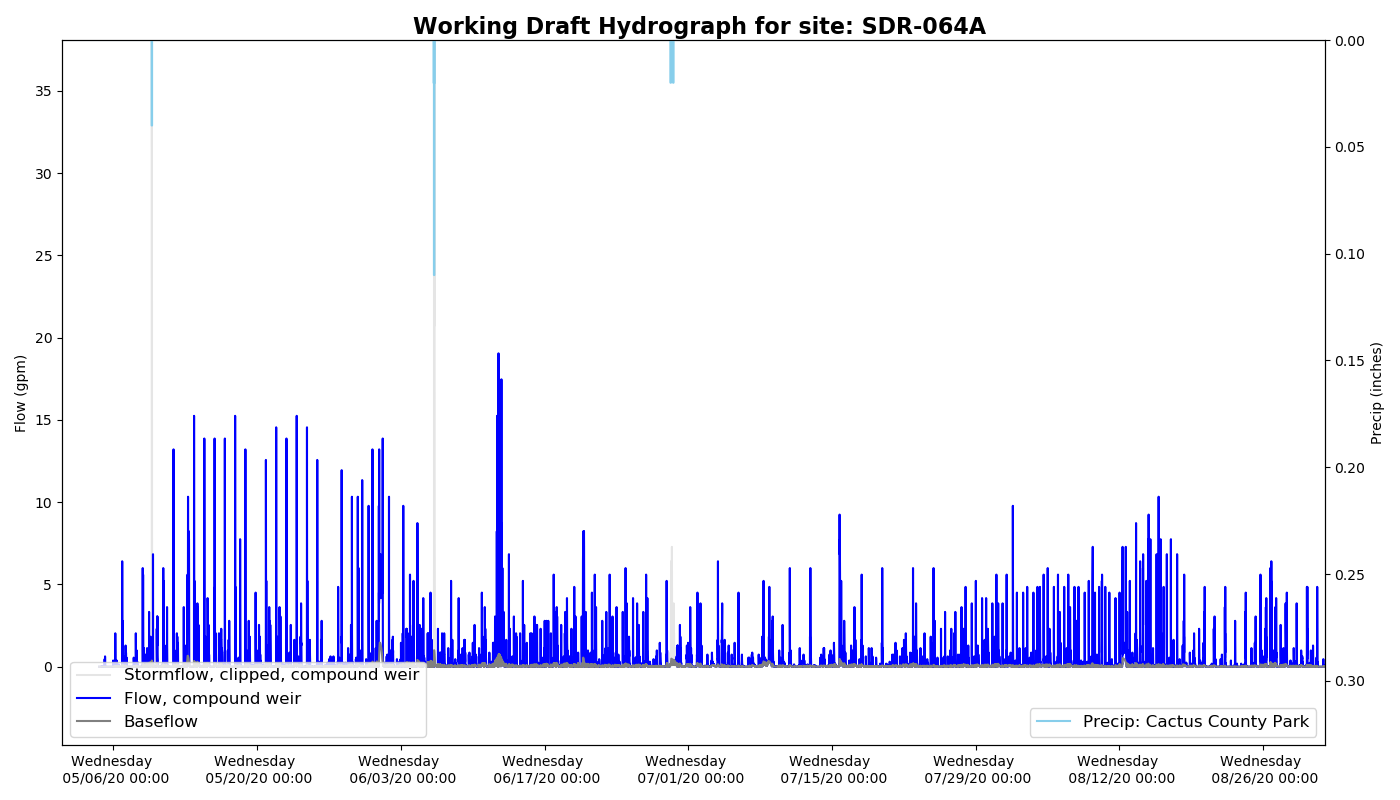 Working Draft Hydrograph for site: SDR-064A
Flow (gpm)
35
30
25
20
15
10
5
0
0.00
0.05
0.10
0.15
0.20
0.25
0.30
Precip (inches)
Stormflow, clipped, compound weir
Flow, compound weir
Baseflow
Precip: Cactus County Park
Wednesday
05/06/20 00:00
Wednesday
05/20/20 00:00
Wednesday
06/03/20 00:00
Wednesday
06/17/20 00:00
Wednesday
07/01/20 00:00
Wednesday
07/15/20 00:00
Wednesday
07/29/20 00:00
Wednesday
08/12/20 00:00
Wednesday
08/26/20 00:00